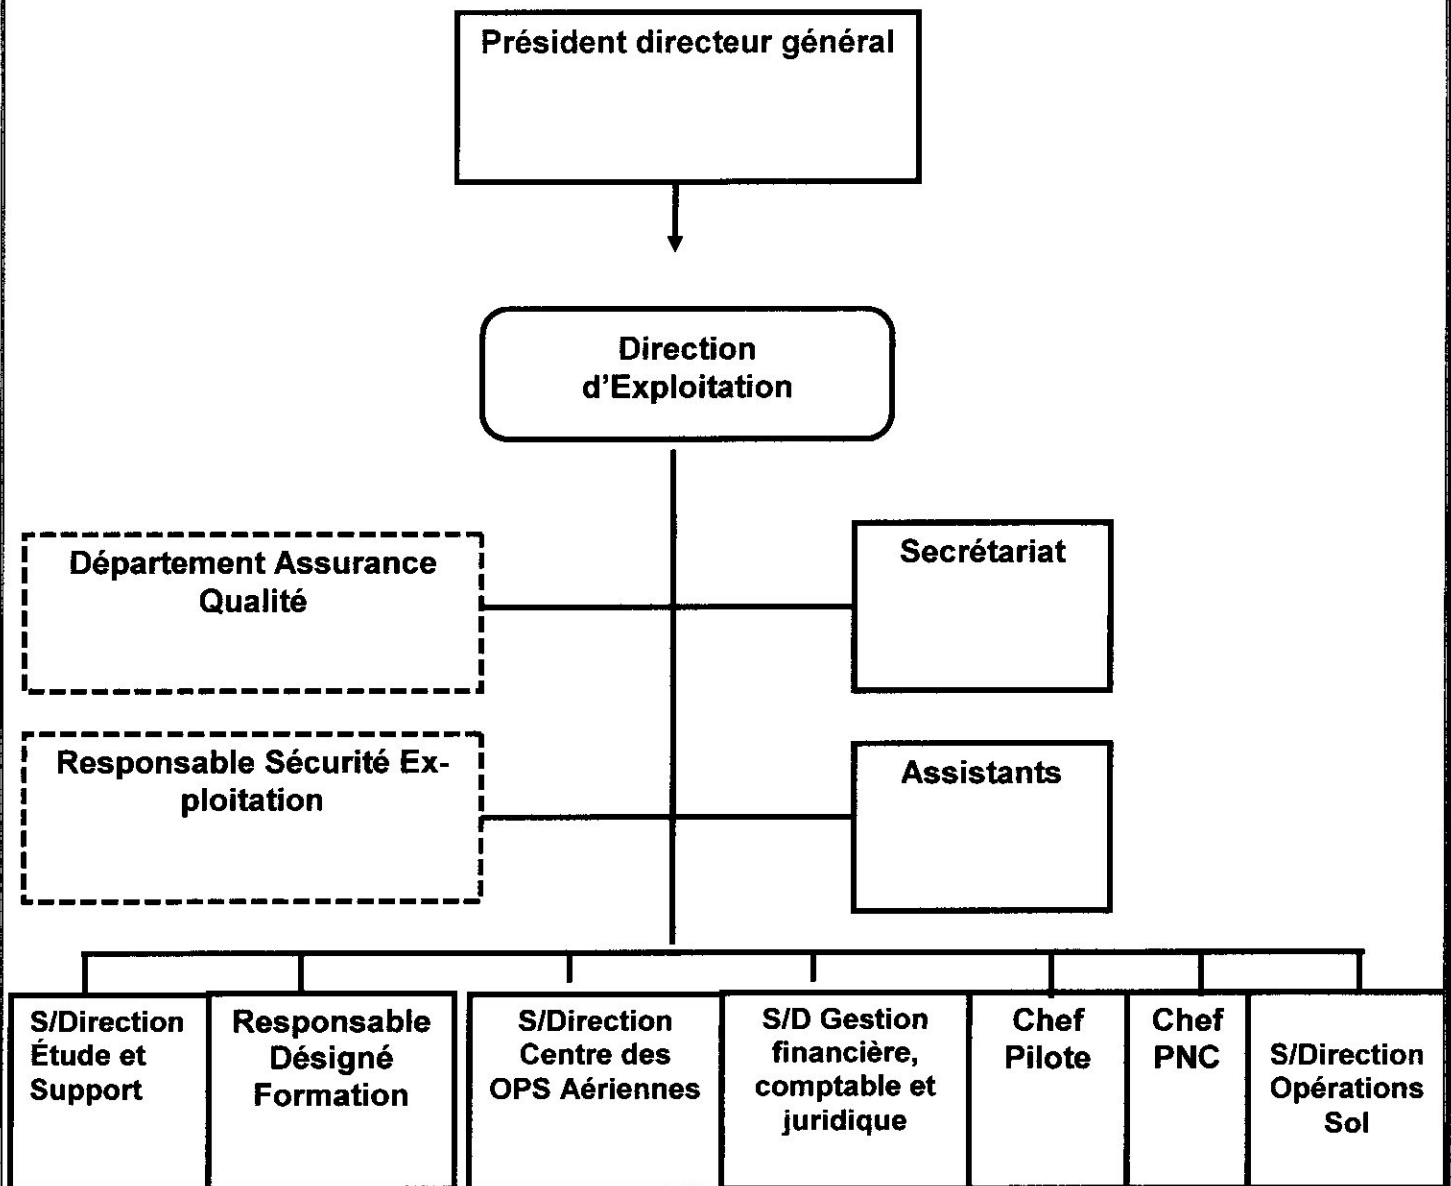 Président directeur général
Direction
d'Exploitation
Département Assurance
Qualité
Secrétariat
Responsable Sécurité Ex-
ploitation
Assistants
S/Direction
Étude et
Support
Responsable
Désigné
Formation
S/Direction
Centre des
OPS Aériennes
S/D Gestion
financière,
comptable et
juridique
Chef
Pilote
Chef
PNC
S/Direction
Opérations
Sol